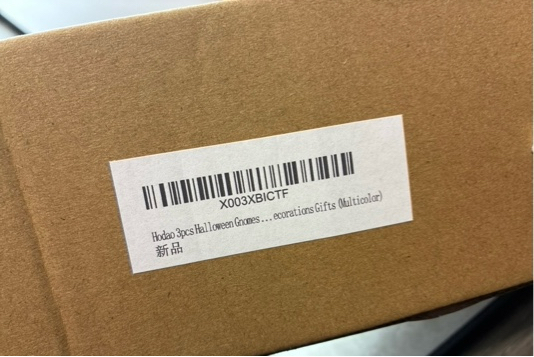 X003XBICTF
Hodao 3pcs Halloween Gnomes...ecorations Gifts (Multicolor)
新品